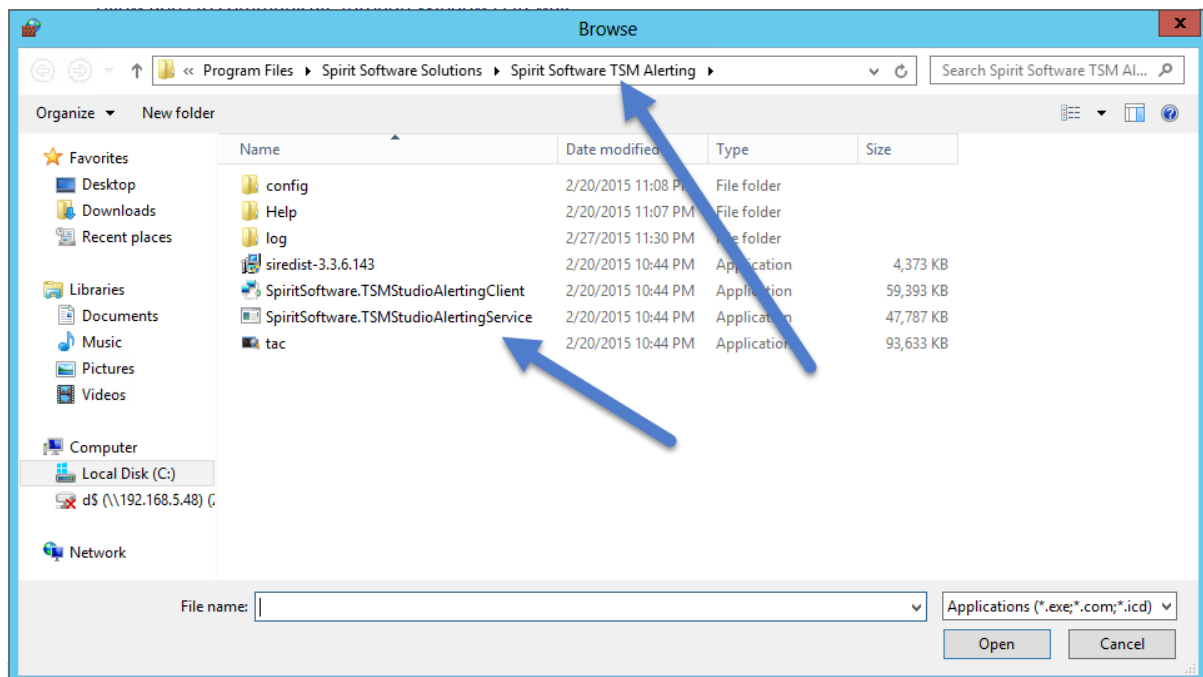 Browse
x
« Program Files ▸ Spirit Software Solutions ▸ Spirit Software TSM Alerting ▸
Search Spirit Software TSM Al...
Organize
New folder
Favorites
Desktop
Downloads
Recent places
Libraries
Documents
Music
Pictures
Videos
Computer
Local Disk (C:)
d$ (\\192.168.5.48) (
Network
Name Date modified Type Size
config 2/20/2015 11:08 File folder
Help 2/20/2015 11:07 PM File folder
log 2/27/2015 11:30 PM folder
siredist-3.3.6.143 2/20/2015 10:44 PM Application 4,373 KB
SpiritSoftware.TSMStudioAlertingClient 2/20/2015 10:44 PM Application 59,393 KB
SpiritSoftware.TSMStudioAlertingService 2/20/2015 10:44 PM Application 47,787 KB
tac 2/20/2015 10:44 PM Application 93,633 KB
File name:
Applications (*.exe;*.com;*.icd)
Open
Cancel